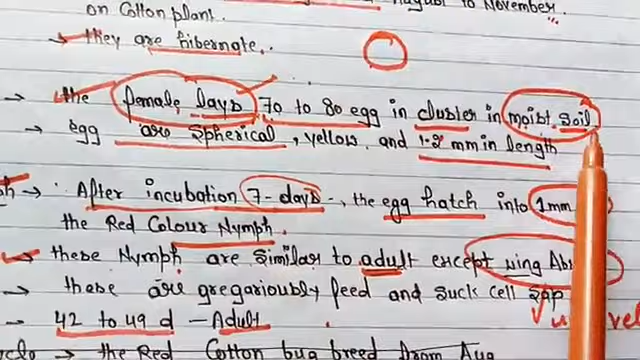 August to November.
on Cotton plant.
→ they are hibernate.
→ the female lays 70 to 80 egg in cluster in moist soil
→ egg are spherical, yellow and 1.2 mm in length
→ After incubation 7-days -, the egg hatch into 1mm
the Red Colour Nymph.
→ these Nymph are similar to adult except wing
→ these are gregariously feed and suck cell sap
- 42 to 49 d - Adult
→ the Red Cotton bug breed from Aug